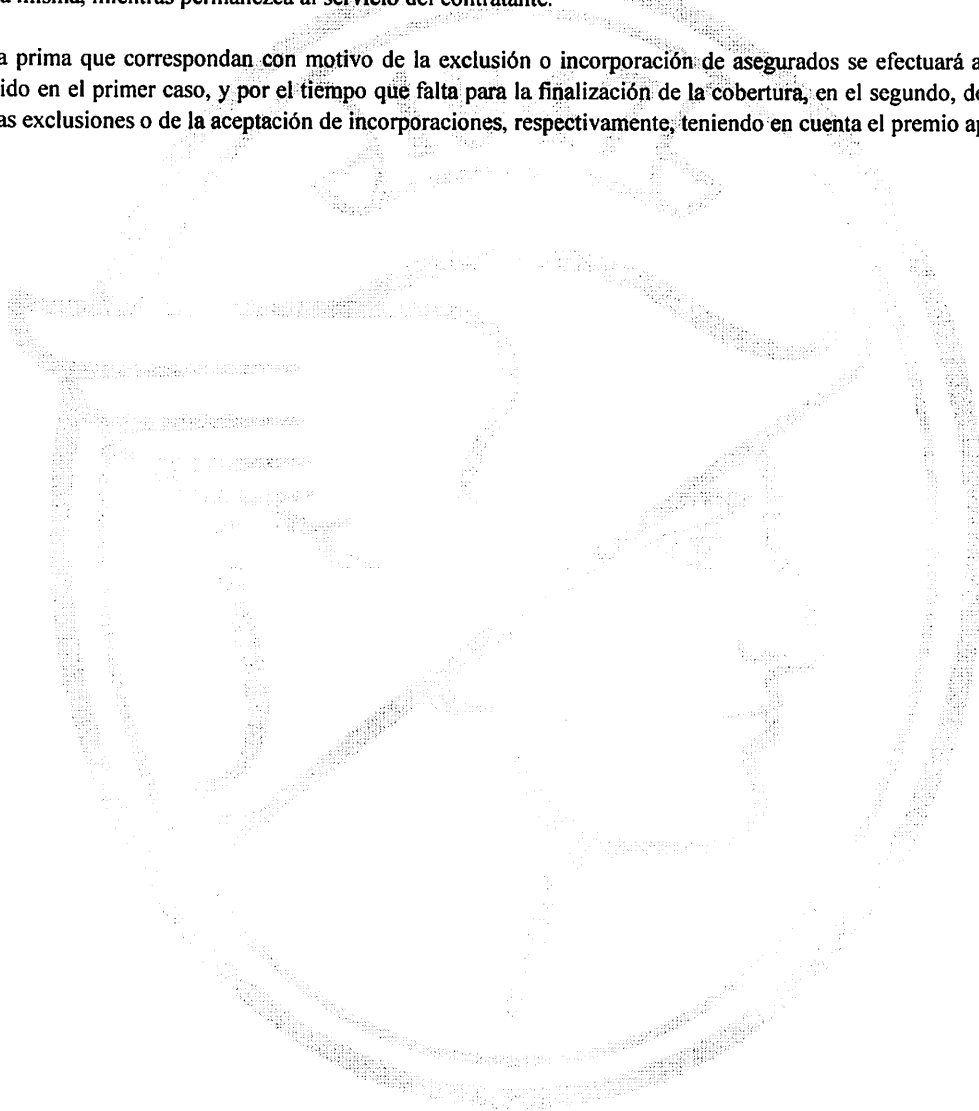 misma, mientras permanezca al servicio del contratante.
a prima que correspondan con motivo de la exclusión o incorporación de asegurados se efectuará a
ido en el primer caso, y por el tiempo que falta para la finalización de la cobertura, en el segundo, de
as exclusiones o de la aceptación de incorporaciones, respectivamente, teniendo en cuenta el premio ap